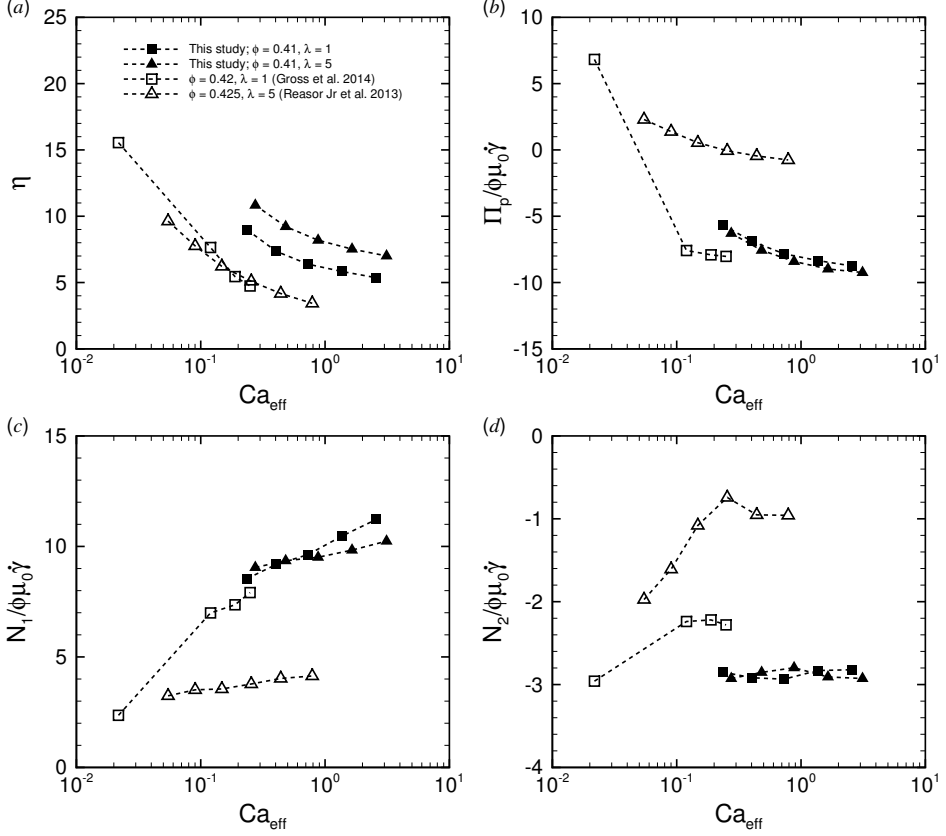 (a)
25
20
15
10
5
0
η
This study; ϕ = 0.41, λ = 1
This study; ϕ = 0.41, λ = 5
ϕ = 0.42, λ = 1 (Gross et al. 2014)
ϕ = 0.425, λ = 5 (Reasor Jr et al. 2013)
10⁻² 10⁻¹ 10⁰ 10¹
Ca_eff
(b)
10
5
0
-5
-10
-15
Π_p/ϕμ₀γ̇
10⁻² 10⁻¹ 10⁰ 10¹
Ca_eff
(c)
15
10
5
0
N₁/ϕμ₀γ̇
10⁻² 10⁻¹ 10⁰ 10¹
Ca_eff
(d)
-0
-1
-2
-3
-4
N₂/ϕμ₀γ̇
10⁻² 10⁻¹ 10⁰ 10¹
Ca_eff